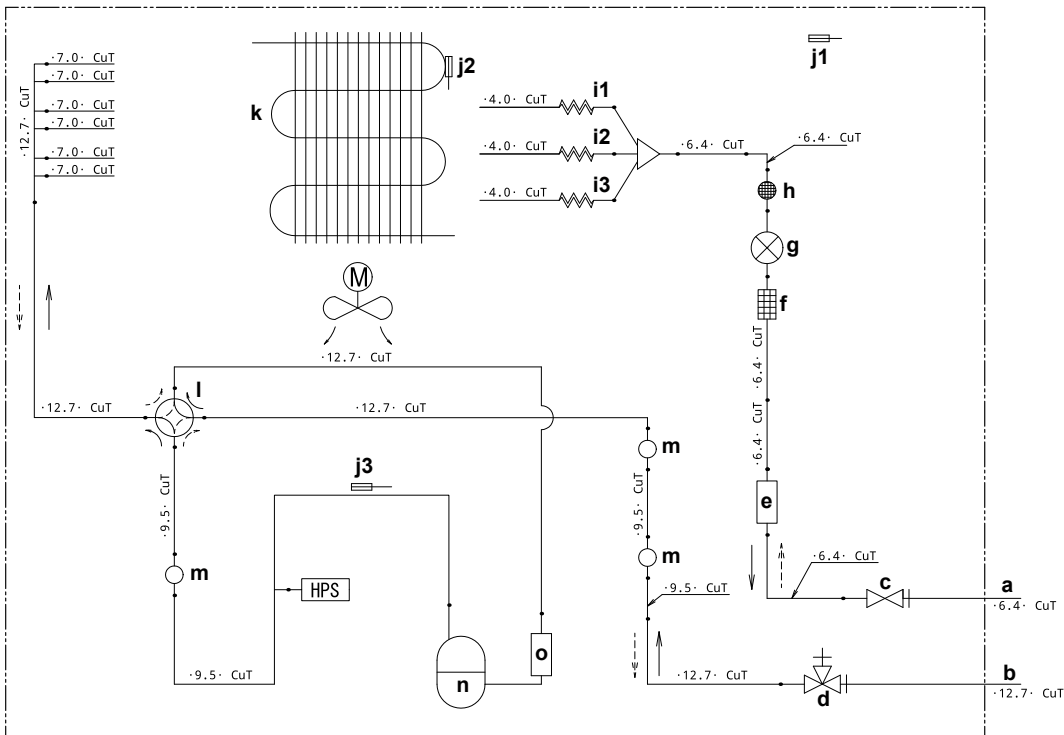 ·7.0· CuT
·7.0· CuT
·7.0· CuT
·7.0· CuT
·7.0· CuT
·7.0· CuT
·12.7· CuT
k
j2
j1
·4.0· CuT
i1
·4.0· CuT
i2
·4.0· CuT
i3
·6.4· CuT
·6.4· CuT
h
g
f
·6.4· CuT
·6.4· CuT
e
M
·12.7· CuT
l
·12.7· CuT
·12.7· CuT
m
·9.5· CuT
j3
·9.5· CuT
m
m
HPS
·9.5· CuT
·6.4· CuT
c
a
·6.4· CuT
·9.5· CuT
n
o
·12.7· CuT
d
b
·12.7· CuT